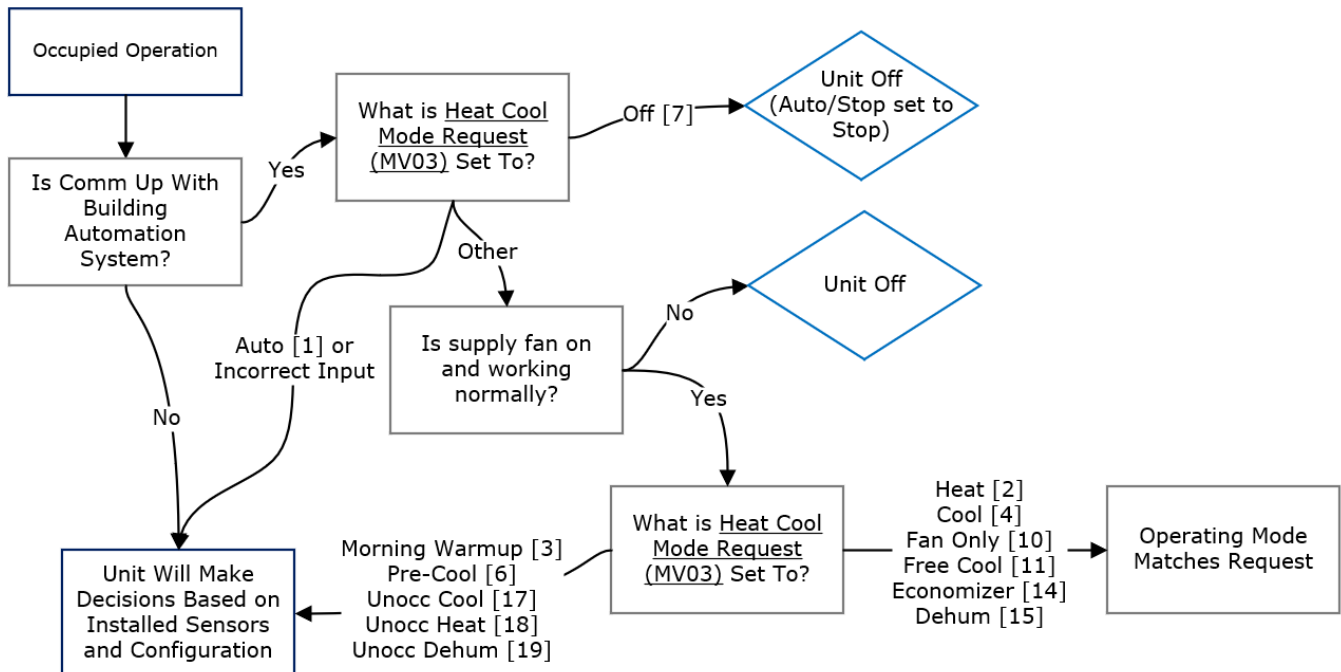 Occupied Operation
Is Comm Up With
Building
Automation
System?
Yes
No
What is Heat Cool
Mode Request
(MV03) Set To?
Off [7]
Unit Off
(Auto/Stop set to
Stop)
Other
Auto [1] or
Incorrect Input
Is supply fan on
and working
normally?
No
Unit Off
Yes
What is Heat Cool
Mode Request
(MV03) Set To?
Morning Warmup [3]
Pre-Cool [6]
Unocc Cool [17]
Unocc Heat [18]
Unocc Dehum [19]
Unit Will Make
Decisions Based on
Installed Sensors
and Configuration
Heat [2]
Cool [4]
Fan Only [10]
Free Cool [11]
Economizer [14]
Dehum [15]
Operating Mode
Matches Request